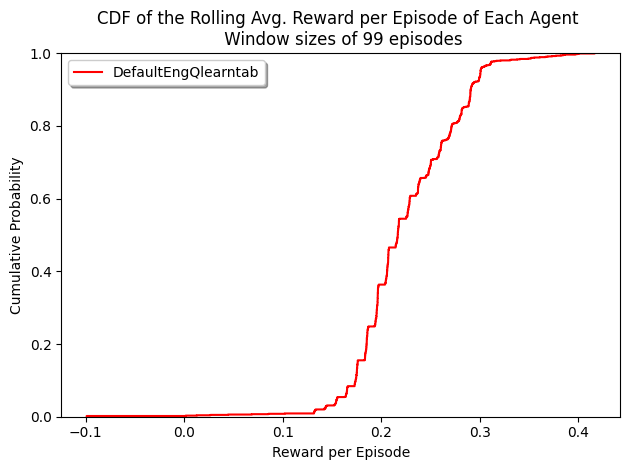 CDF of the Rolling Avg. Reward per Episode of Each Agent
Window sizes of 99 episodes
DefaultEngQlearntab
Cumulative Probability
1.0
0.8
0.6
0.4
0.2
0.0
−0.1 0.0 0.1 0.2 0.3 0.4
Reward per Episode